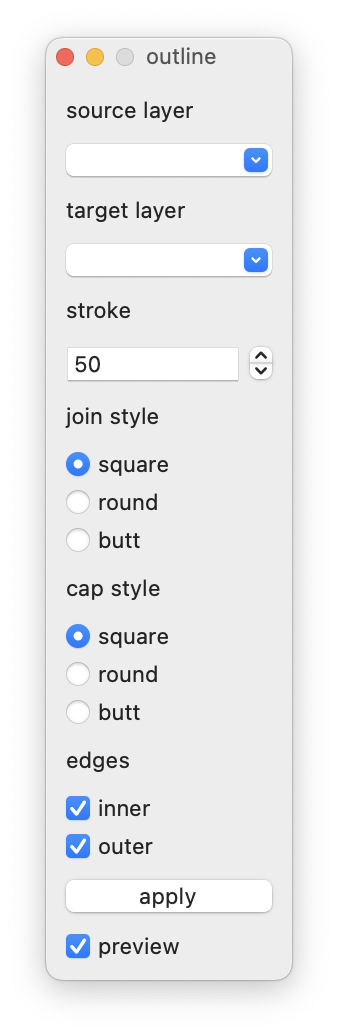 outline
source layer
target layer
stroke
50
join style
square
round
butt
cap style
square
round
butt
edges
inner
outer
apply
preview